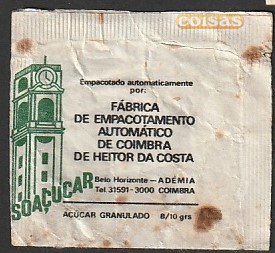 coisas
Empacotado automaticamente
por:
FÁBRICA
DE EMPACOTAMENTO
AUTOMÁTICO
DE COIMBRA
DE HEITOR DA COSTA
Belo Horizonte — ADÉMIA
Tel 31591 - 3000 COIMBRA
SOAÇUCAR
AÇÚCAR GRANULADO 8/10 grs